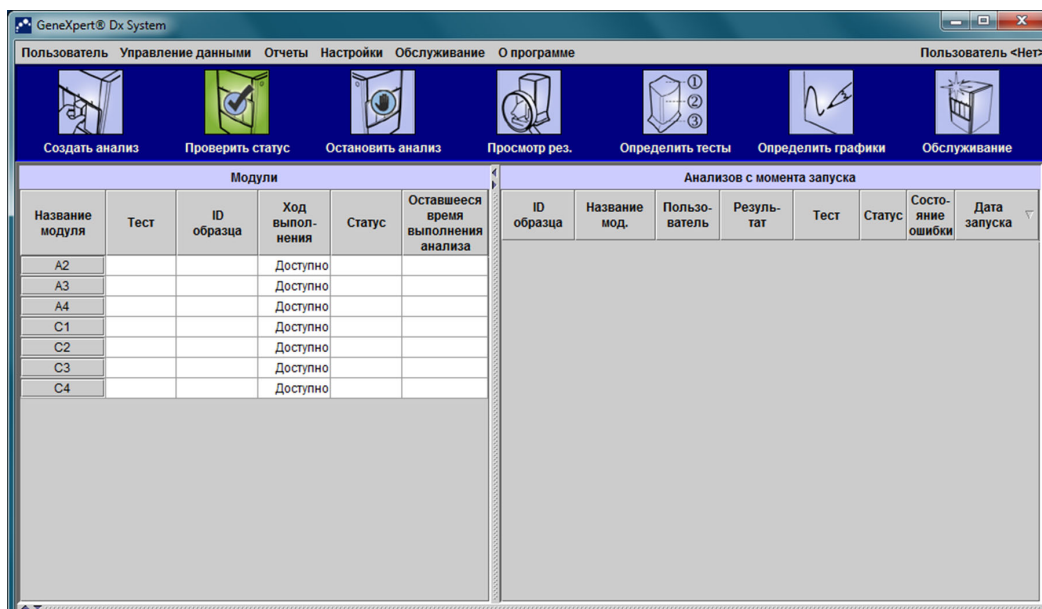 GeneXpert® Dx System
Пользователь Управление данными Отчеты Настройки Обслуживание О программе Пользователь <Нет>
① ② ③
Создать анализ Проверить статус Остановить анализ Просмотр рез. Определить тесты Определить графики Обслуживание
Модули
Название модуля Тест ID образца Ход выпол-нения Статус Оставшееся время выполнения анализа
A2 Доступно
A3 Доступно
A4 Доступно
C1 Доступно
C2 Доступно
C3 Доступно
C4 Доступно
Анализов с момента запуска
ID образца Название мод. Пользо-ватель Резуль-тат Тест Статус Состо-яние ошибки Дата запуска